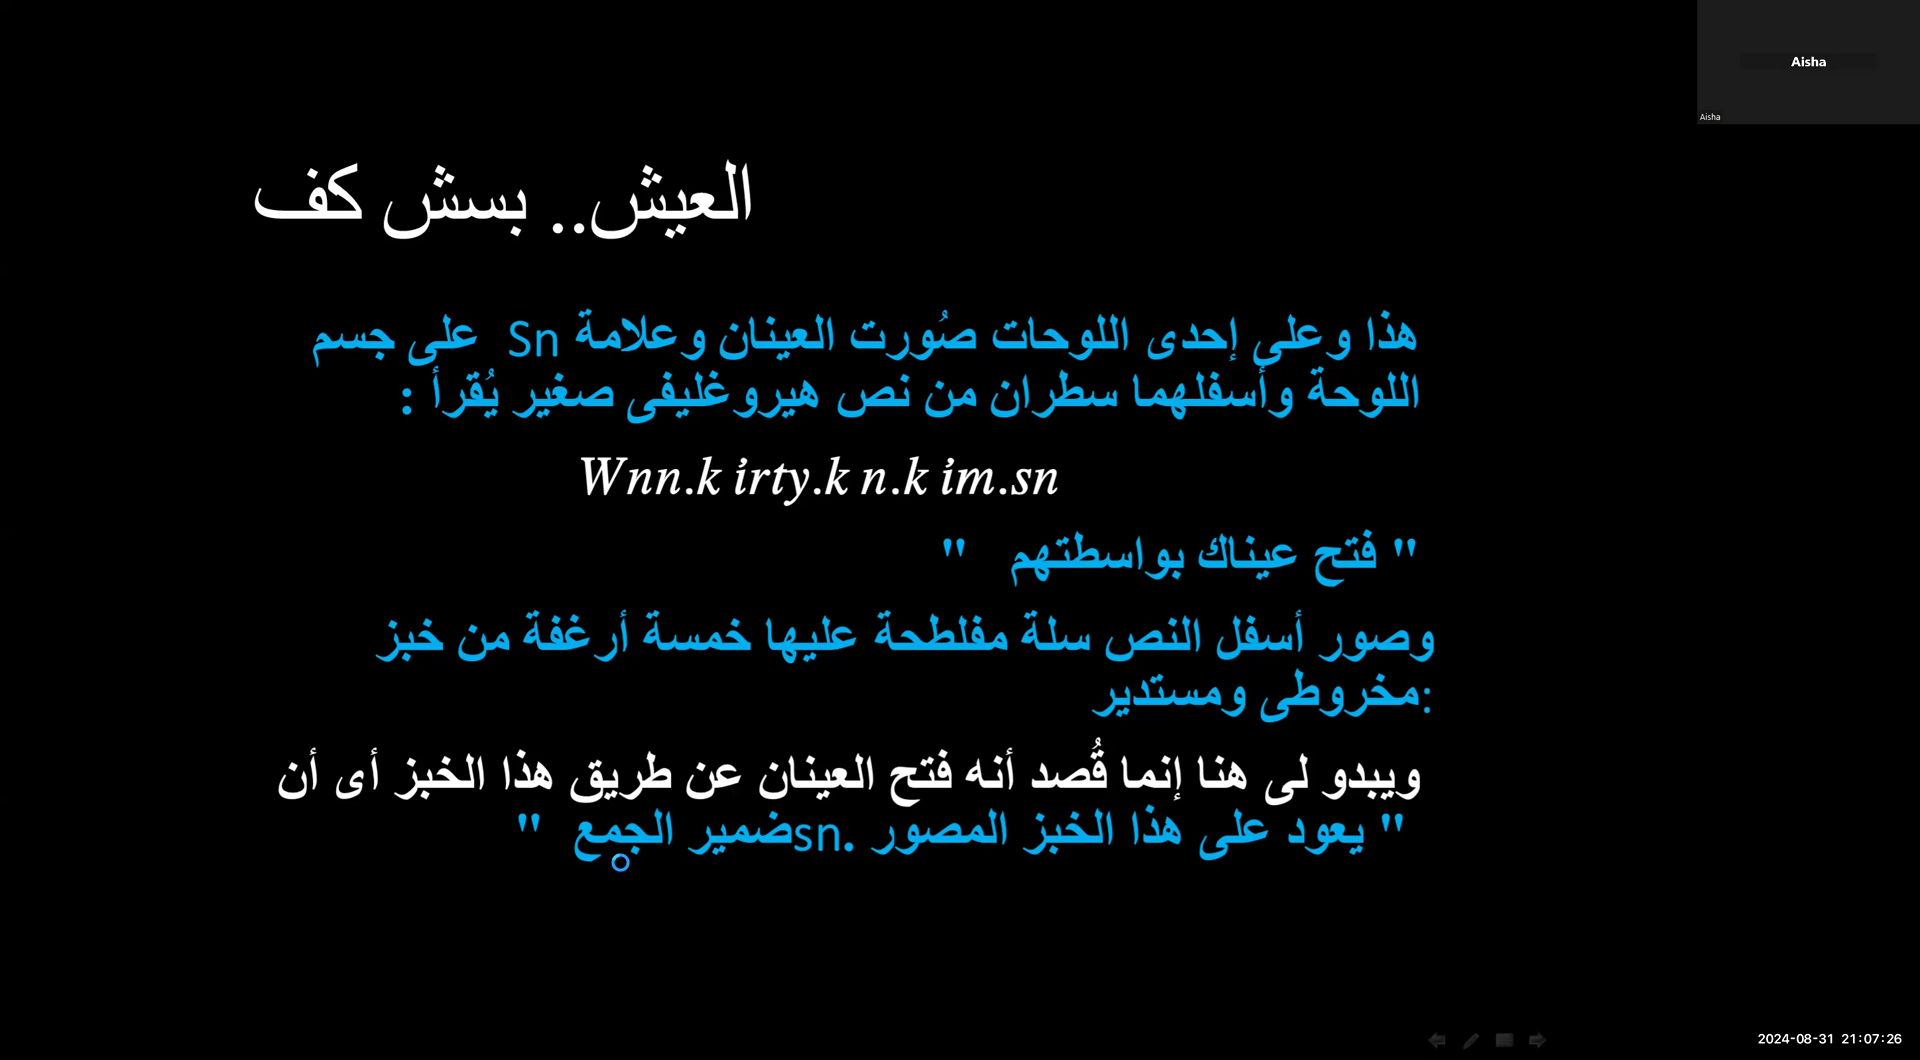 Aisha
Aisha
العيش.. بسش كف
هذا وعلى إحدى اللوحات صُورت العينان وعلامة Sn على جسم
اللوحة وأسفلهما سطران من نص هيروغليفى صغير يُقرأ :
Wnn.k ỉrty.k n.k ỉm.sn
" فتح عيناك بواسطتهم "
وصور أسفل النص سلة مفلطحة عليها خمسة أرغفة من خبز
:مخروطى ومستدير
ويبدو لى هنا إنما قُصد أنه فتح العينان عن طريق هذا الخبز أى أن
" يعود على هذا الخبز المصور .snضمير الجمع "
2024-08-31 21:07:26